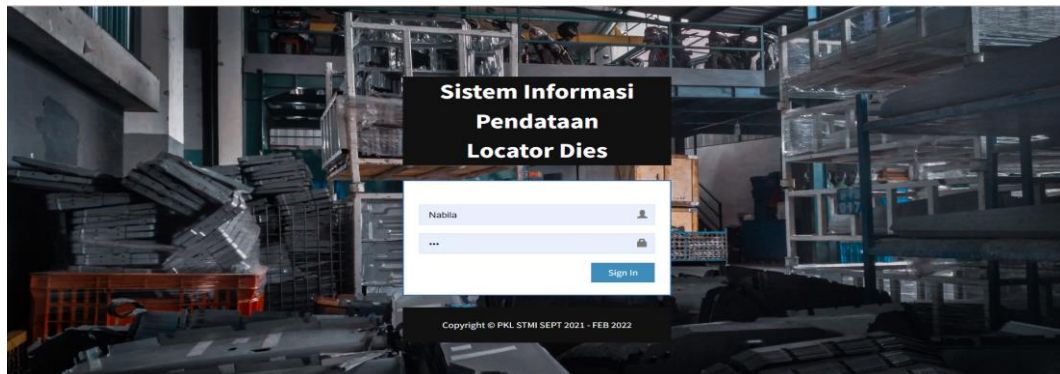 Sistem Informasi
Pendataan
Locator Dies
Nabila
•••
Sign In
Copyright © PKL STMI SEPT 2021 - FEB 2022